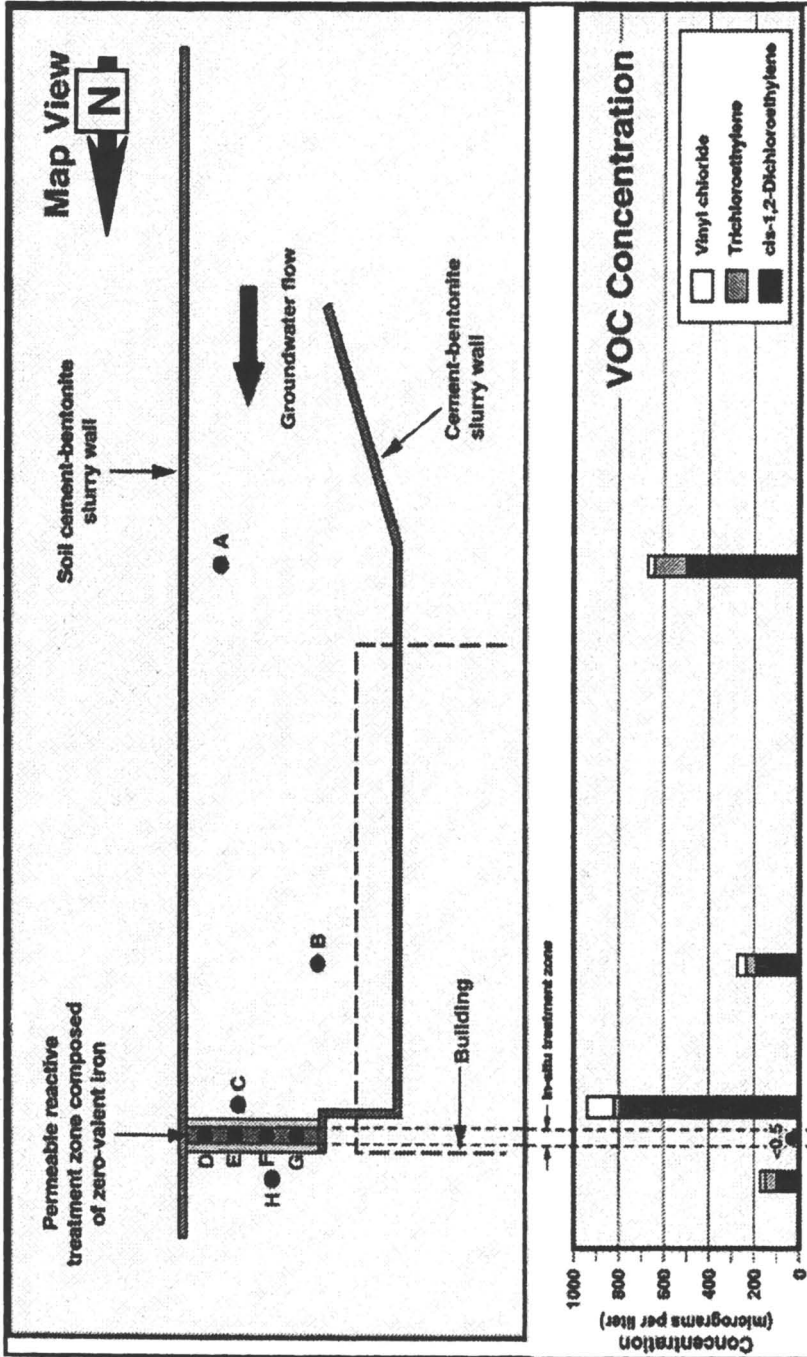 Map View
N
Soil cement-bentonite
slurry wall
Permeable reactive
treatment zone composed
of zero-valent iron
Groundwater flow
Cement-bentonite
slurry wall
A
B
C
D
E
F
G
H
Building
In-situ treatment zone
VOC Concentration
Vinyl chloride
Trichloroethylene
cis-1,2-Dichloroethylene
<0.5
Concentration
(micrograms per liter)
1000
800
600
400
200
0